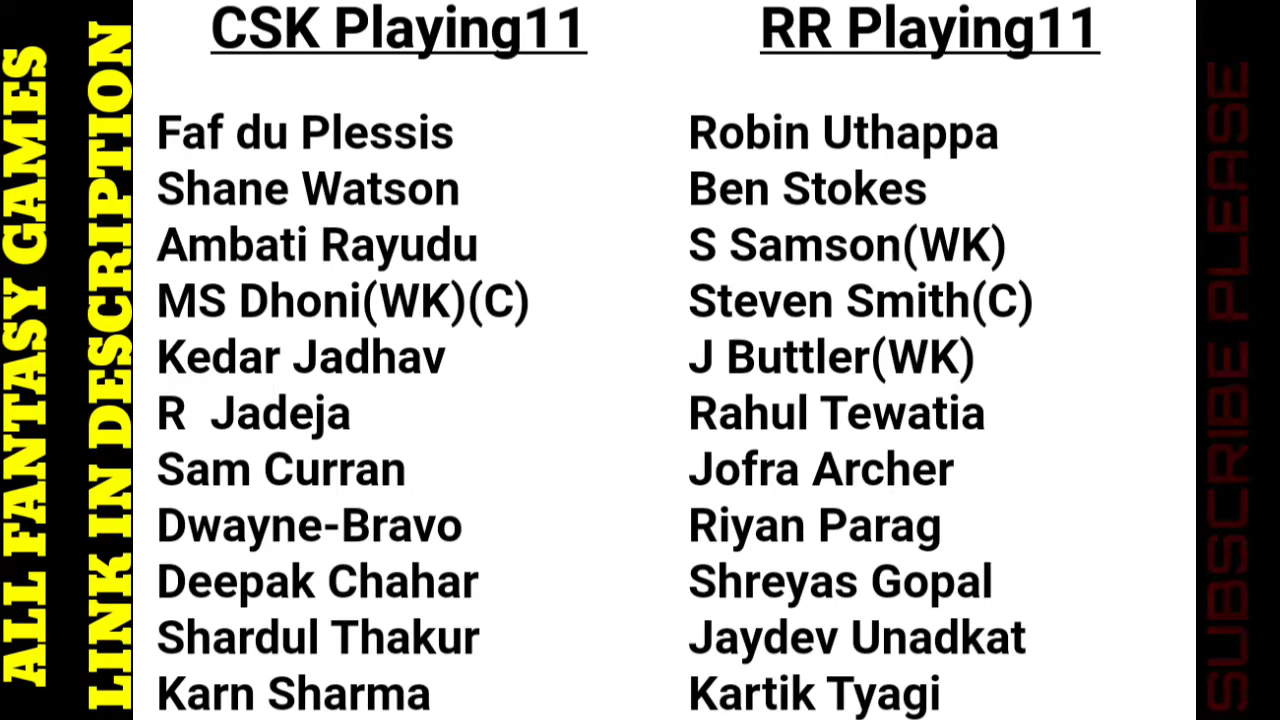 ALL FANTASY GAMES
LINK IN DESCRIPTION
CSK Playing11
Faf du Plessis
Shane Watson
Ambati Rayudu
MS Dhoni(WK)(C)
Kedar Jadhav
R  Jadeja
Sam Curran
Dwayne-Bravo
Deepak Chahar
Shardul Thakur
Karn Sharma
RR Playing11
Robin Uthappa
Ben Stokes
S Samson(WK)
Steven Smith(C)
J Buttler(WK)
Rahul Tewatia
Jofra Archer
Riyan Parag
Shreyas Gopal
Jaydev Unadkat
Kartik Tyagi
SUBSCRIBE PLEASE